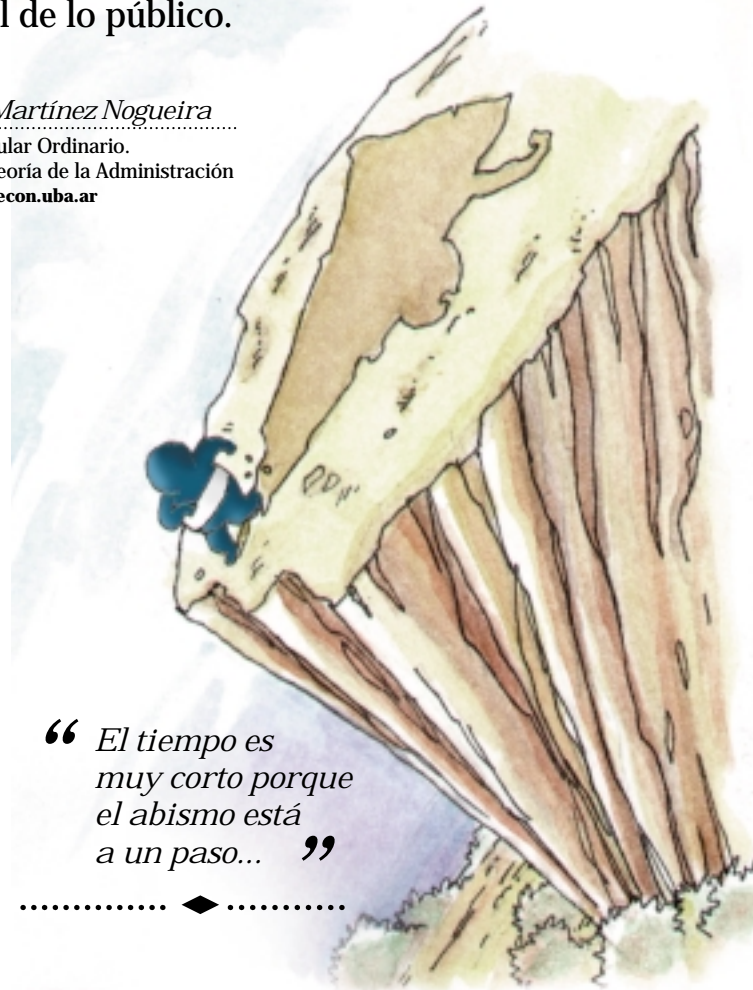 l de lo público.
Martínez Nogueira
ular Ordinario.
eoría de la Administración
econ.uba.ar
“ El tiempo es
muy corto porque
el abismo está
a un paso... ”